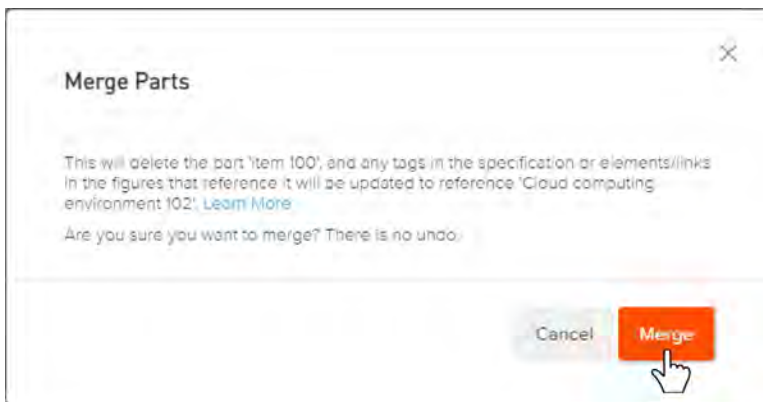 Merge Parts
This will delete the part 'Item 100', and any tags in the specification or elements/links
in the figures that reference it will be updated to reference 'Cloud computing
environment 102'. Learn More
Are you sure you want to merge? There is no undo.
Cancel
Merge